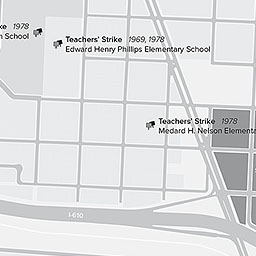 ke 1978
h School
Teachers' Strike 1969, 1978
Edward Henry Phillips Elementary School
Teachers' Strike 1978
Medard H. Nelson Elementa
I-610